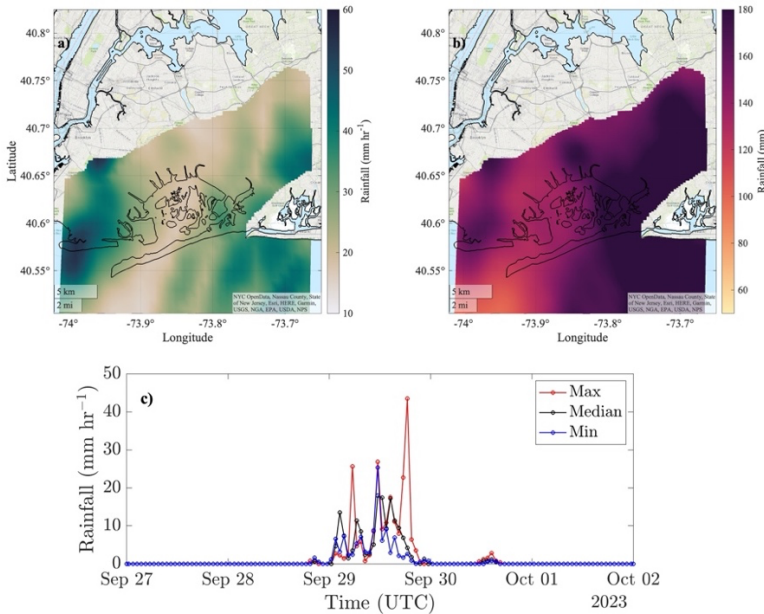 a)
40.8°
40.75°
40.7°
40.65°
40.6°
40.55°
Latitude
-74°
-73.9°
-73.8°
-73.7°
Longitude
5 km
2 mi
NYC OpenData, Nassau County, State
of New Jersey, Esri, HERE, Garmin,
USGS, NGA, EPA, USDA, NPS
60
50
40
30
20
10
Rainfall (mm hr⁻¹)
b)
40.8°
40.75°
40.7°
40.65°
40.6°
40.55°
-74°
-73.9°
-73.8°
-73.7°
Longitude
5 km
2 mi
NYC OpenData, Nassau County, State
of New Jersey, Esri, HERE, Garmin,
USGS, NGA, EPA, USDA, NPS
180
160
140
120
100
80
60
Rainfall (mm)
c)
50
40
30
20
10
0
Rainfall (mm hr⁻¹)
Max
Median
Min
Sep 27
Sep 28
Sep 29
Sep 30
Oct 01
Oct 02
Time (UTC)
2023